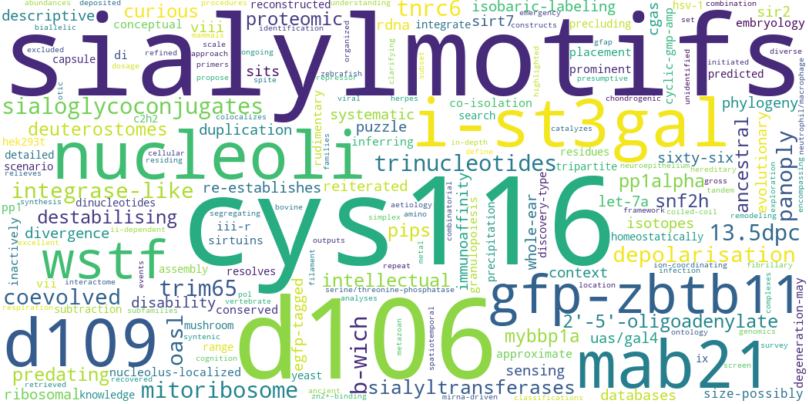 abundances deposited
procedures
understanding
biallelic
descriptive
curious
conceptual
viii
proteomic
reconstructed
tnrc6
isobaric-labeling
rdna
integrate
sirt7
combination
emergency
constructs
hsv-1
precluding
cgas
cyclic-gmp-amp
sir2
embryology
set
excluded
map
scale
capsule
di
refined
approach
primers
sits
identification
ongoing
gfap
zebrafish
prominent
placement
subset
highlighted
unidentified
initiated
predicted
diverse
sialylmotifs
otic
spite
viral
herpes
organized
repressor
clarifying
presumptive
chondrogenic
neutrophil/macrophage
sialoglycoconjugates
colocalizes
co-isolation
search
phylogeny
deuterostomes
c2h2
duplication
systematic
i-st3gal
hek293t
cellular
residing
puzzle
inferring
rudimentary
families
nucleoli
detailed
scenario
relieves
trinucleotides
residues
tripartite
sixty-six
evolutionary
ancestral
panoply
integrase-like
re-establishes
reiterated
pp1alpha
snf2h
let-7a
pp1
dinucleotides
synthesis
destabilising
iii-r
sirtuins
segregating
bovine
aetiology
simplex
amino
pips
cys116
immunoaffinity
granulopoiesis
combinatorial
metal
precipitation
whole-ear
discovery-type
neuroepithelium
define
in-depth
catalyzes
isotopes
homeostatically
hereditary
gross
tandem
framework
coiled-coil
remodeling
exploration
encompassing
13.5dpc
inactively
divergence
excellent
ii-dependent
wstf
vii
assembly
events
resolves
outputs
filament
repeat
depolarisation
context
ion-coordinating
infection
fibrillary
coevolved
disability
interactome
trim65
intellectual
serine/threonine-phosphatase
analyses
gfp-zbtb11
location
complexes
respiration
subtraction
subfamilies
conserved
pol
vertebrate
d109
oasl
mushroom
syntenic
range
cognition
d106
egfp-tagged
b-wich
metazoan
spatiotemporal
mybbp1a
uas/gal4
2'-5'-oligoadenylate
ontology
genomics
survey
screen
degeneration-may
predating
nucleolus-localized
retrieved
recovered
yeast
ancient
zn2+-binding
approximate
sensing
ix
mab21
ribosomal
knowledge
mitoribosome
sialyltransferases
mirna-driven
classifications
databases
size-possibly